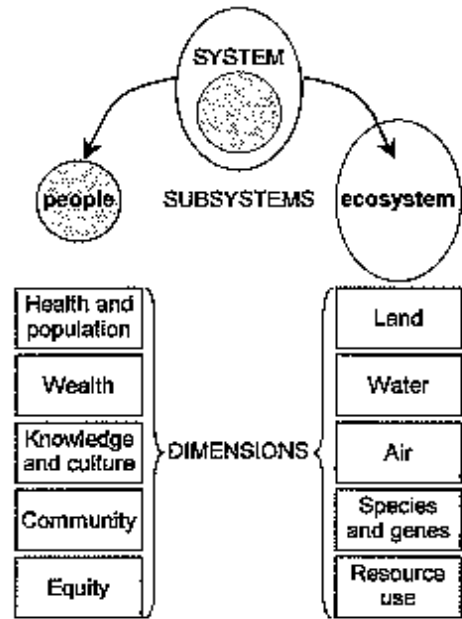 SYSTEM
people
SUBSYSTEMS
ecosystem
Health and
population
Wealth
Knowledge
and culture
Community
Equity
DIMENSIONS
Land
Water
Air
Species
and genes
Resource
use